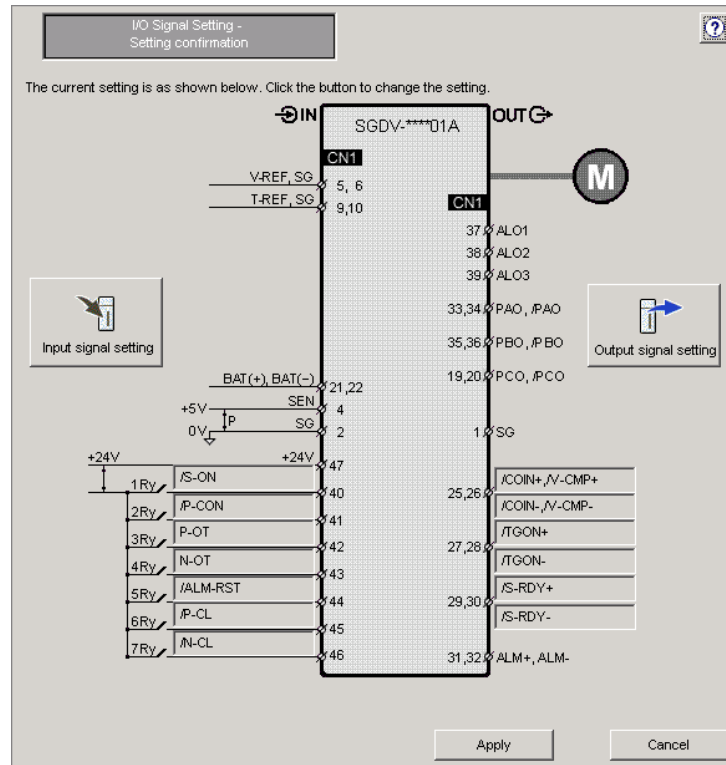 I/O Signal Setting -
Setting confirmation
?
The current setting is as shown below. Click the button to change the setting.
IN
SGDV-****01A
OUT
CN1
V-REF, SG
5, 6
M
T-REF, SG
9,10
CN1
37 ALO1
38 ALO2
39 ALO3
33,34 PAO, /PAO
35,36 PBO, /PBO
19,20 PCO, /PCO
Input signal setting
Output signal setting
BAT(+), BAT(−)
21,22
+5V
SEN
4
P
0V
SG
2
1 SG
+24V
+24V
47
1Ry
/S-ON
40
2Ry
/P-CON
41
3Ry
P-OT
42
4Ry
N-OT
43
5Ry
/ALM-RST
44
6Ry
/P-CL
45
7Ry
/N-CL
46
25,26
/COIN+,/V-CMP+
/COIN-,/V-CMP-
27,28
/TGON+
/TGON-
29,30
/S-RDY+
/S-RDY-
31,32 ALM+, ALM-
Apply
Cancel